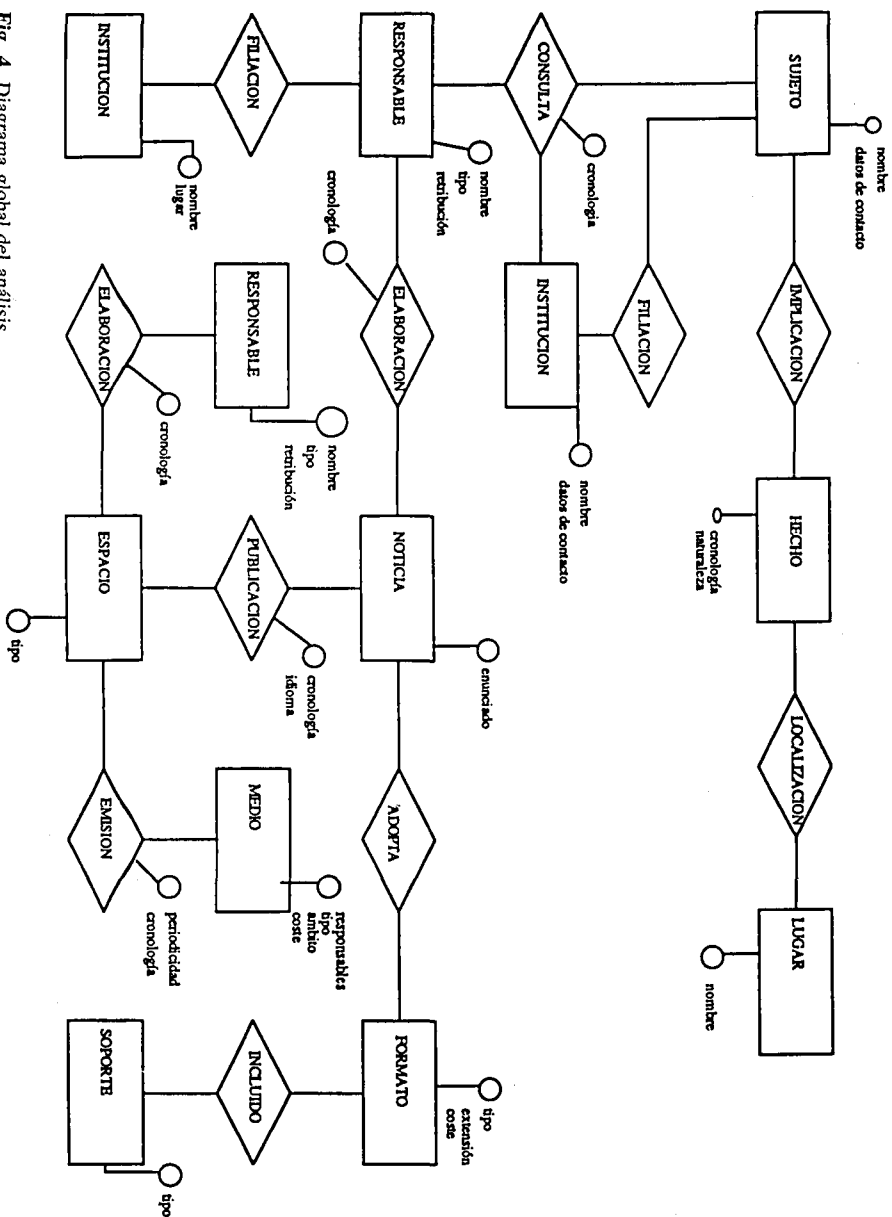 nombre
datos de contacto
SUJETO
IMPLICACION
HECHO
LOCALIZACION
LUGAR
cronología
naturaleza
nombre
FILIACION
CONSULTA
cronologia
INSTITUCION
nombre
datos de contacto
RESPONSABLE
nombre
tipo
retribución
cronología
ELABORACION
NOTICIA
enunciado
ADOPTA
FORMATO
tipo
extensión
coste
FILIACION
RESPONSABLE
nombre
tipo
retribución
PUBLICACION
cronología
idioma
MEDIO
responsables
tipo
ambito
coste
INCLUIDO
INSTITUCION
nombre
lugar
ELABORACION
cronología
ESPACIO
tipo
EMISION
periodicidad
cronología
SOPORTE
tipo
Fig. 4 Diagrama global del análisis